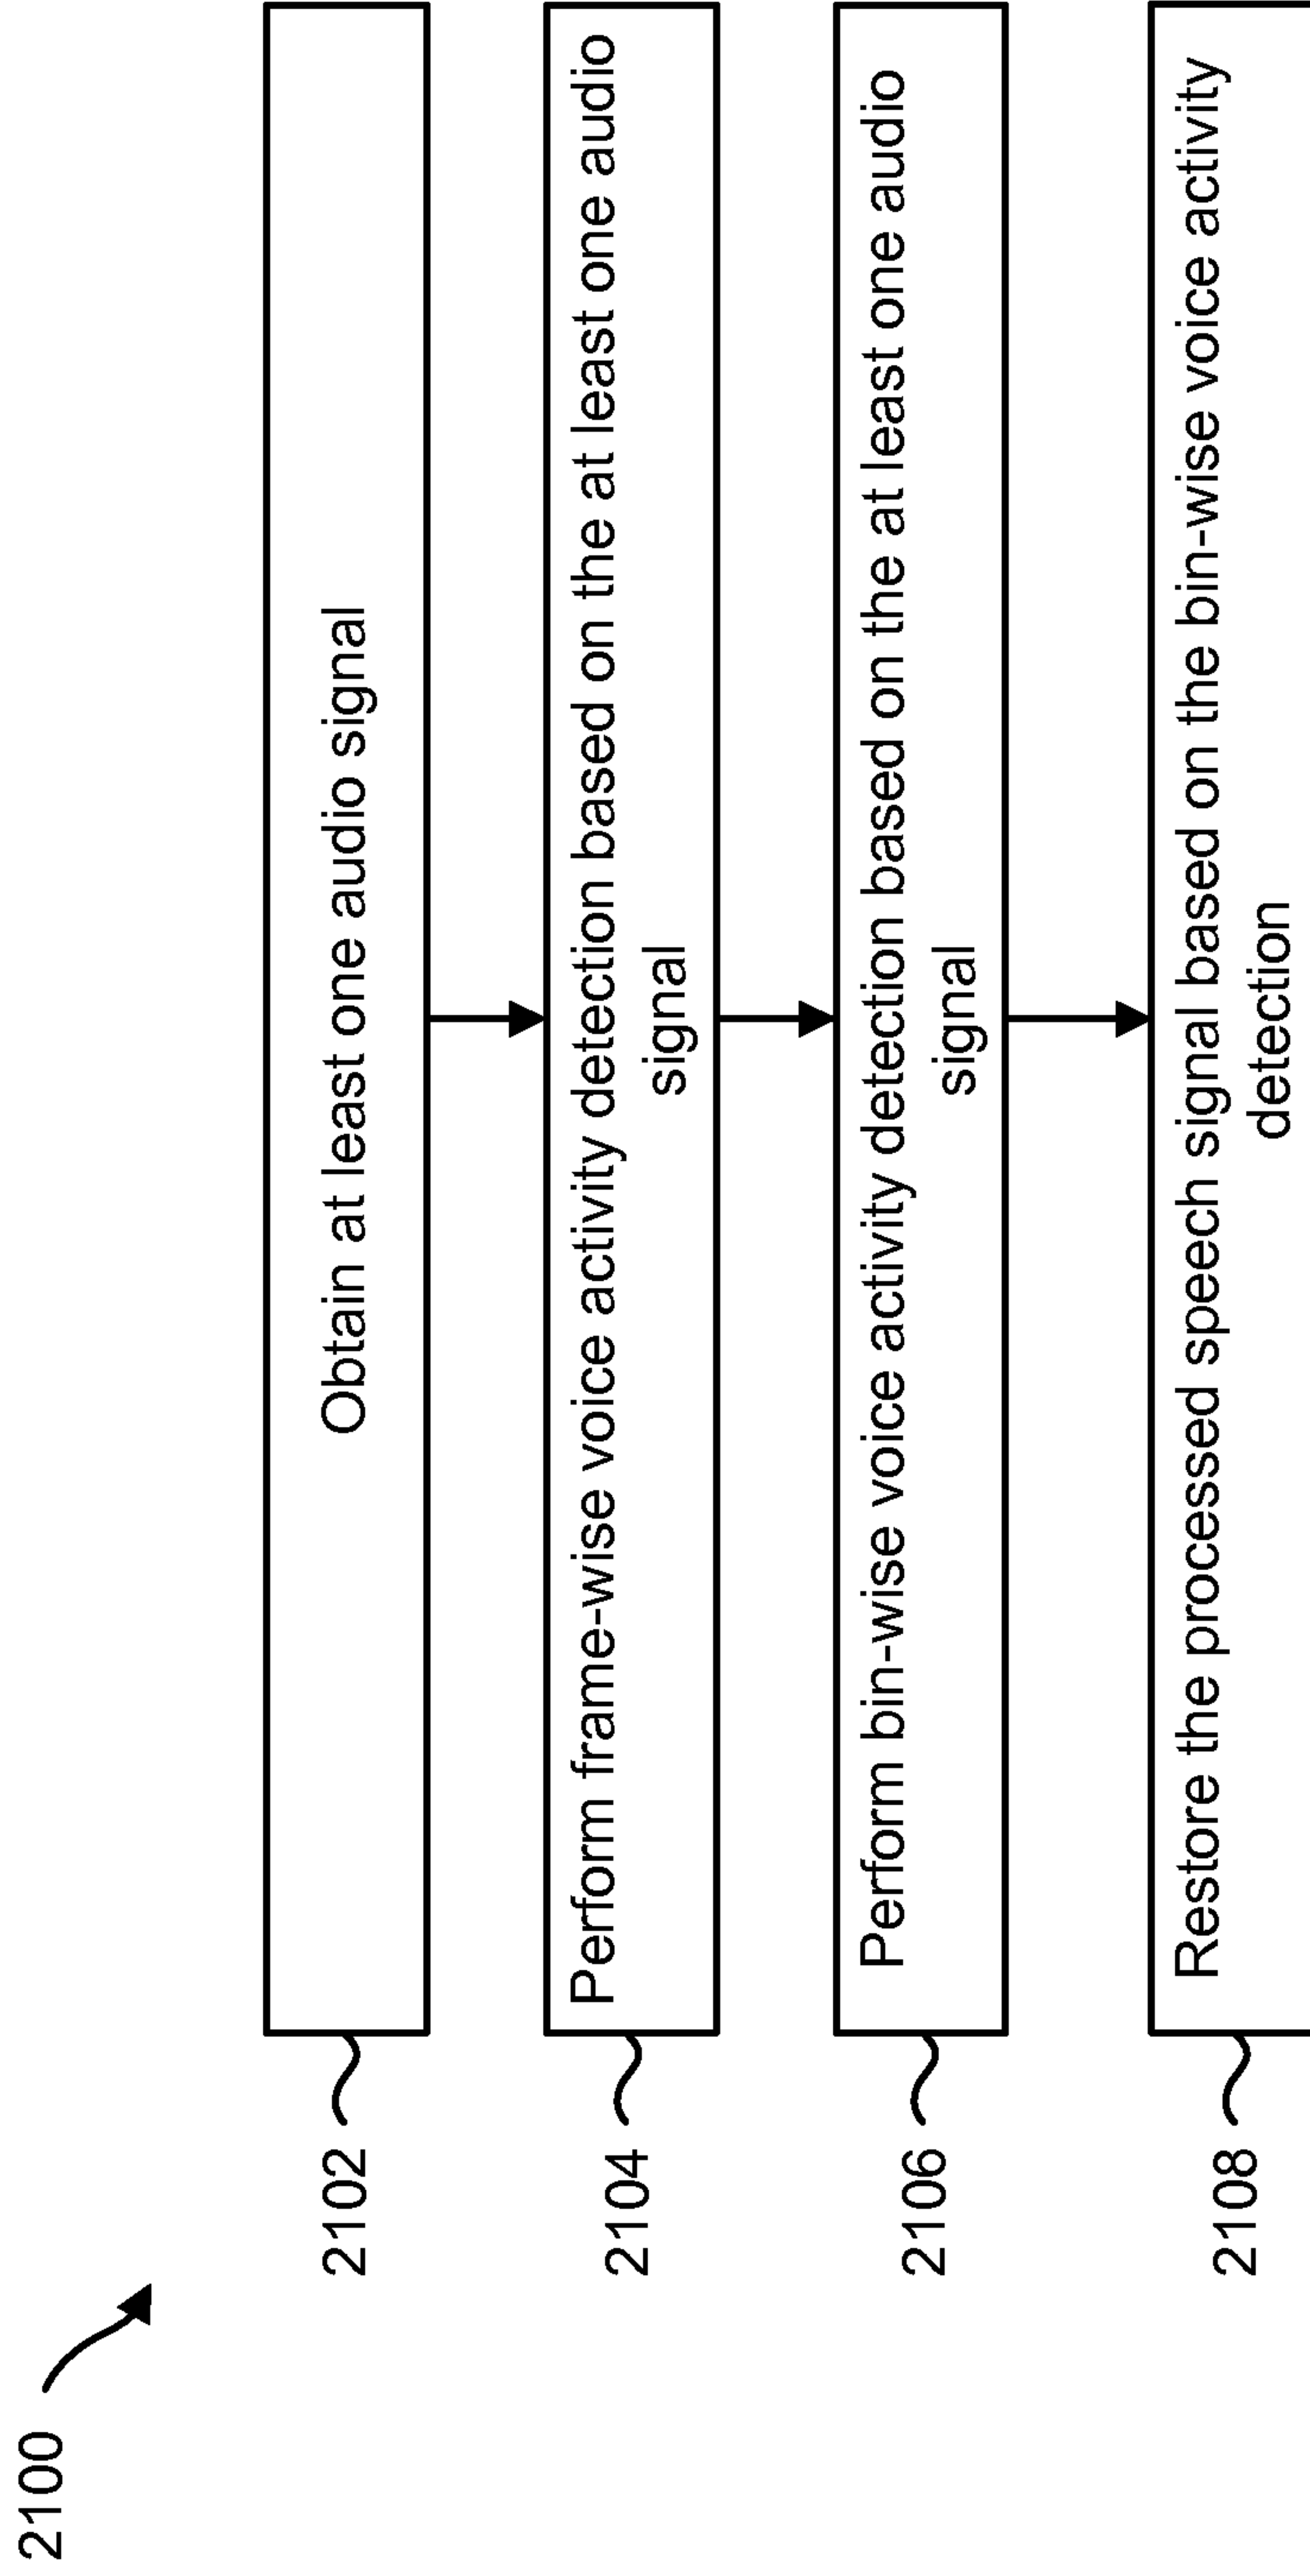 2100
2102
Obtain at least one audio signal
2104
Perform frame-wise voice activity detection based on the at least one audio
signal
2106
Perform bin-wise voice activity detection based on the at least one audio
signal
2108
Restore the processed speech signal based on the bin-wise voice activity
detection